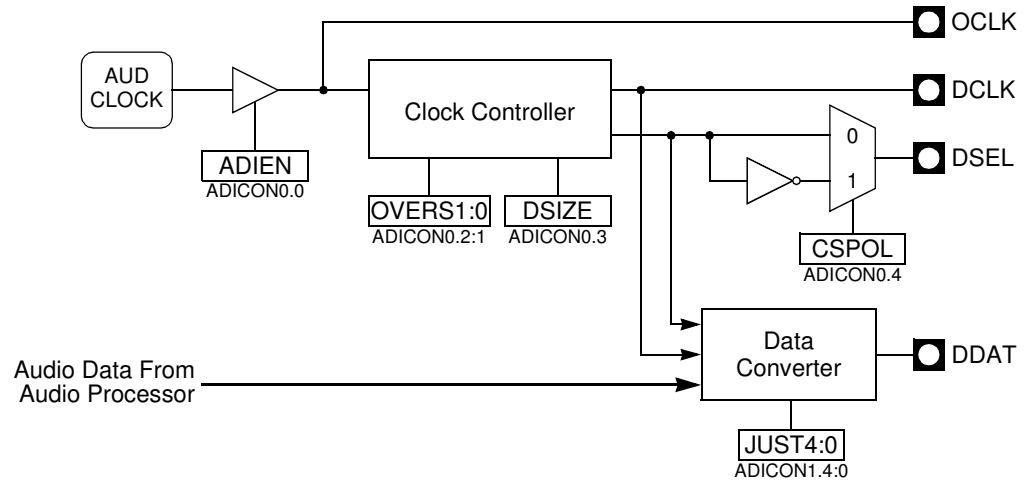 OCLK
AUD
CLOCK
Clock Controller
DCLK
0
DSEL
1
ADIEN
ADICON0.0
OVERS1:0
ADICON0.2:1
DSIZE
ADICON0.3
CSPOL
ADICON0.4
Data
Converter
DDAT
Audio Data From
Audio Processor
JUST4:0
ADICON1.4:0